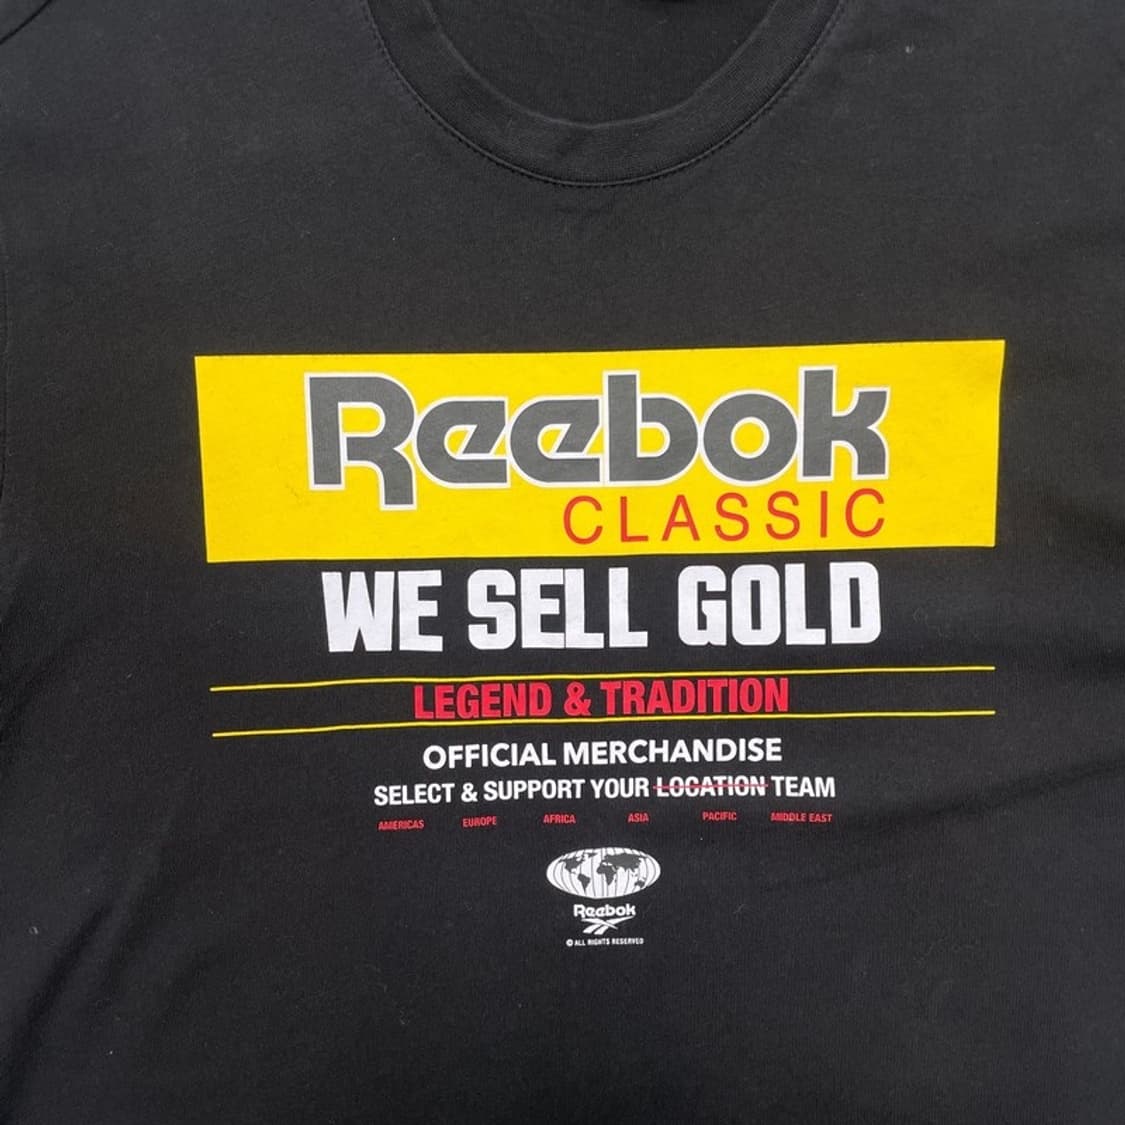 Reebok
CLASSIC
WE SELL GOLD
LEGEND & TRADITION
OFFICIAL MERCHANDISE
SELECT & SUPPORT YOUR LOCATION TEAM
AMERICAS EUROPE AFRICA ASIA PACIFIC MIDDLE EAST
Reebok
© ALL RIGHTS RESERVED